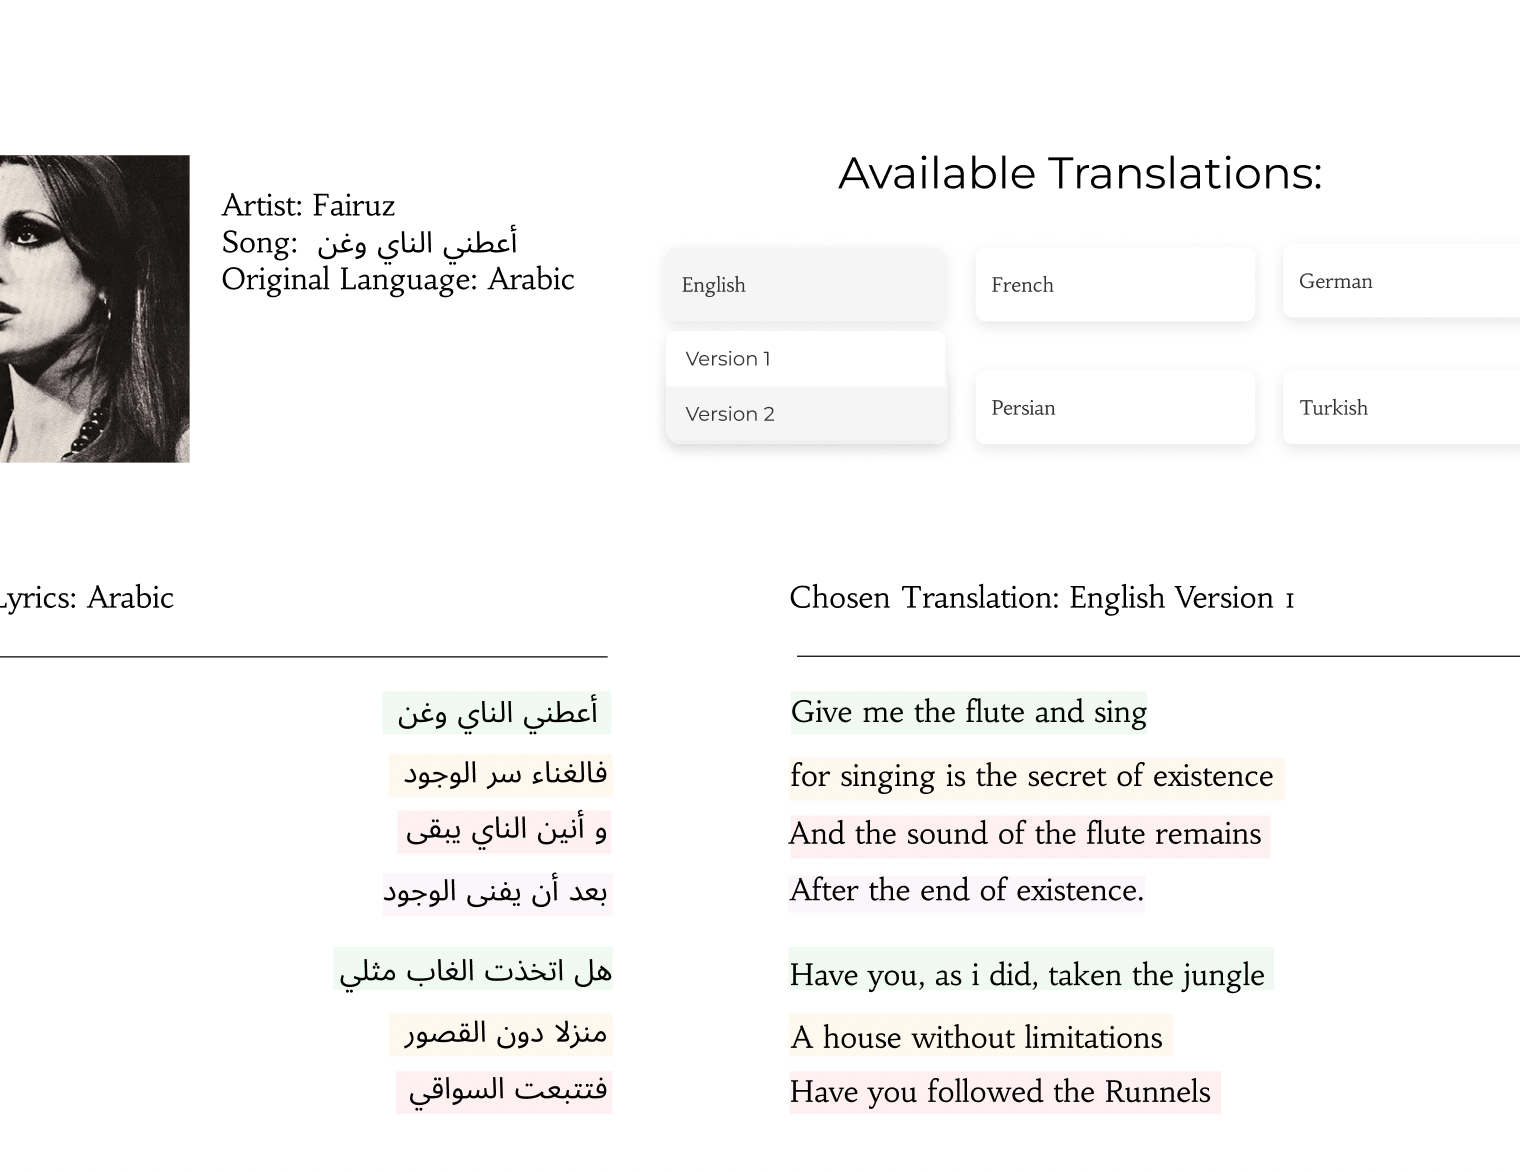 Artist: Fairuz
Song: أعطني الناي وغن
Original Language: Arabic
Available Translations:
English
French
German
Version 1
Version 2
Persian
Turkish
Lyrics: Arabic
أعطني الناي وغن
فالغناء سر الوجود
و أنين الناي يبقى
بعد أن يفنى الوجود
هل اتخذت الغاب مثلي
منزلا دون القصور
فتتبعت السواقي
Chosen Translation: English Version 1
Give me the flute and sing
for singing is the secret of existence
And the sound of the flute remains
After the end of existence.
Have you, as i did, taken the jungle
A house without limitations
Have you followed the Runnels